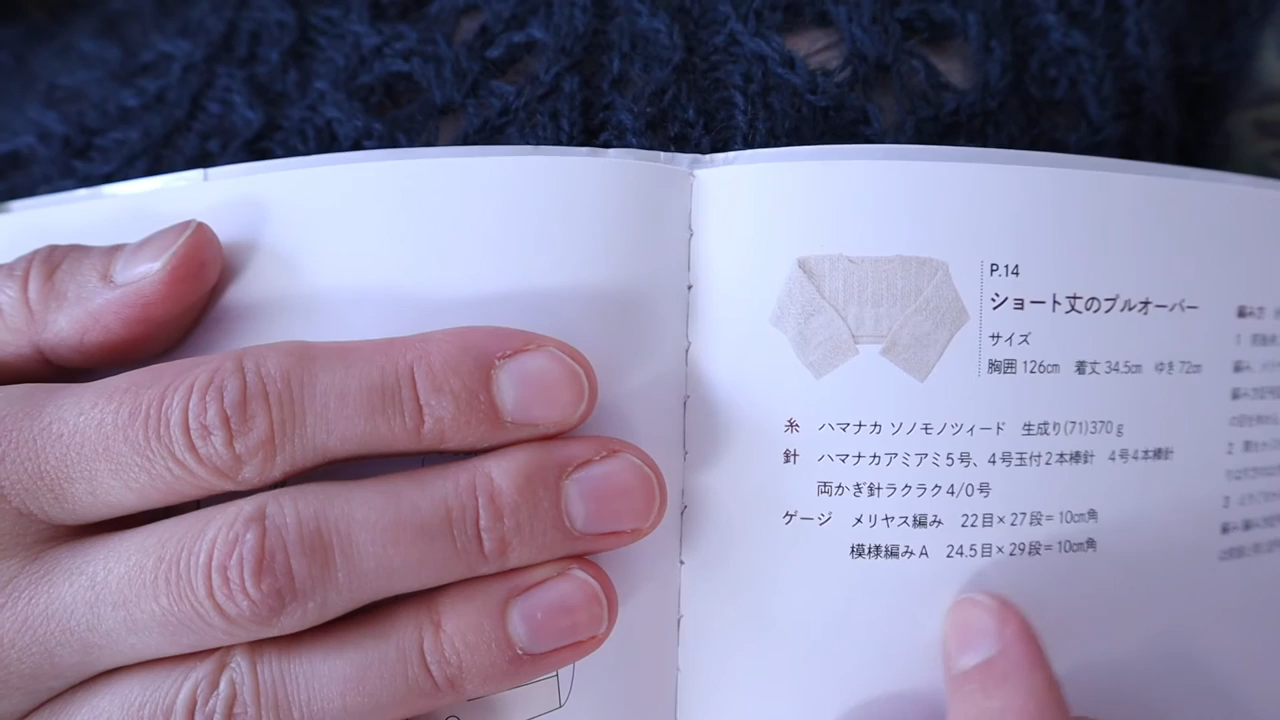 P.14
ショート丈のプルオーバー
サイズ
胸囲 126㎝　着丈 34.5㎝　ゆき 72㎝
糸　ハマナカ ソノモノツィード　生成り(71)370ｇ
針　ハマナカアミアミ5号、4号玉付2本棒針　4号4本棒針
両かぎ針ラクラク4/0号
ゲージ　メリヤス編み　22目×27段＝10㎝角
模様編みA　24.5目×29段＝10㎝角
編み方